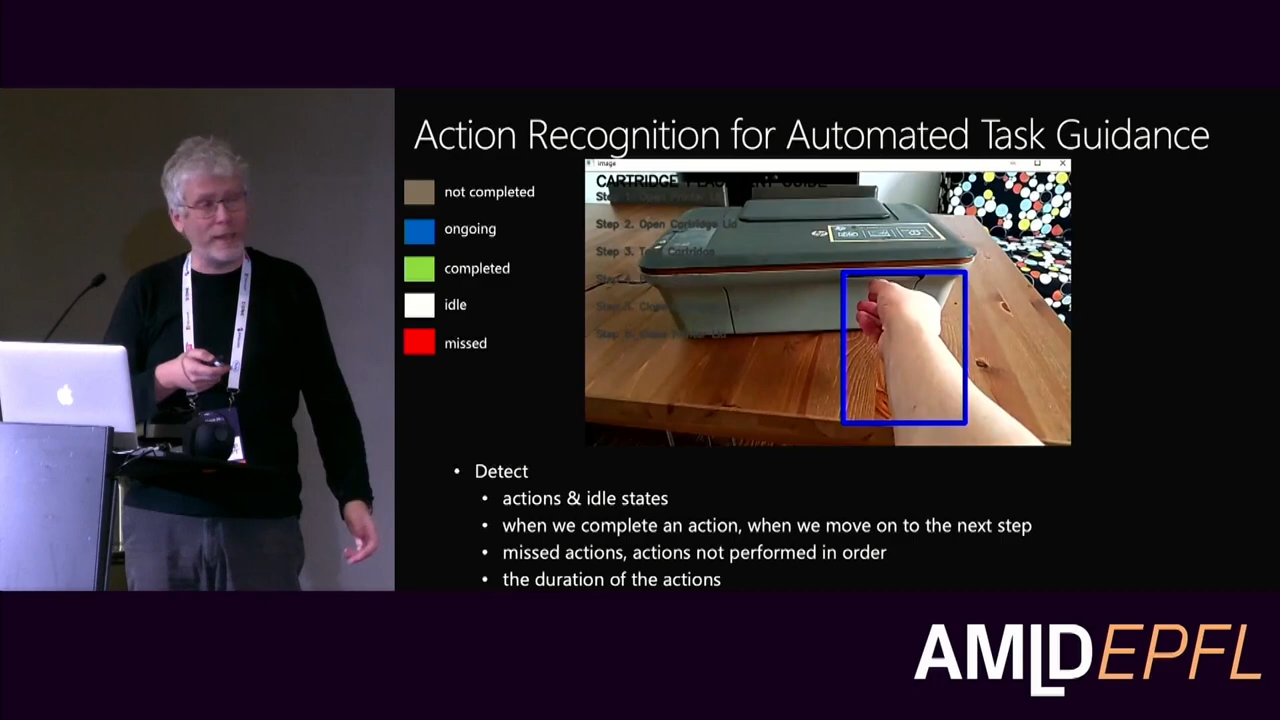 Action Recognition for Automated Task Guidance
image
CARTRIDGE
not completed
ongoing
completed
idle
missed
Step 2. Open Cartridge Lid
Step 3. Cartridge
• Detect
• actions & idle states
• when we complete an action, when we move on to the next step
• missed actions, actions not performed in order
• the duration of the actions
AMLDEPFL